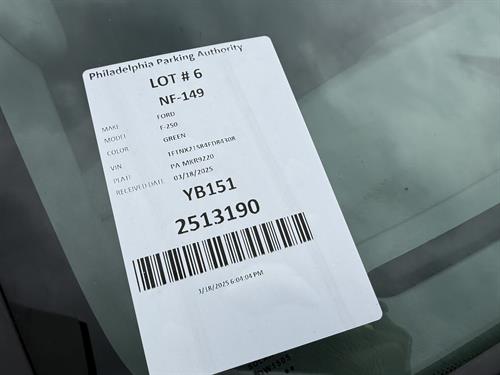 Philadelphia Parking Authority
LOT # 6
NF-149
MAKE FORD
MODEL F-250
COLOR GREEN
VIN
PLATE PA MKR9220
RECEIVED DATE 03/18/2025
YB151
2513190
3/18/2025 6:04:04 PM